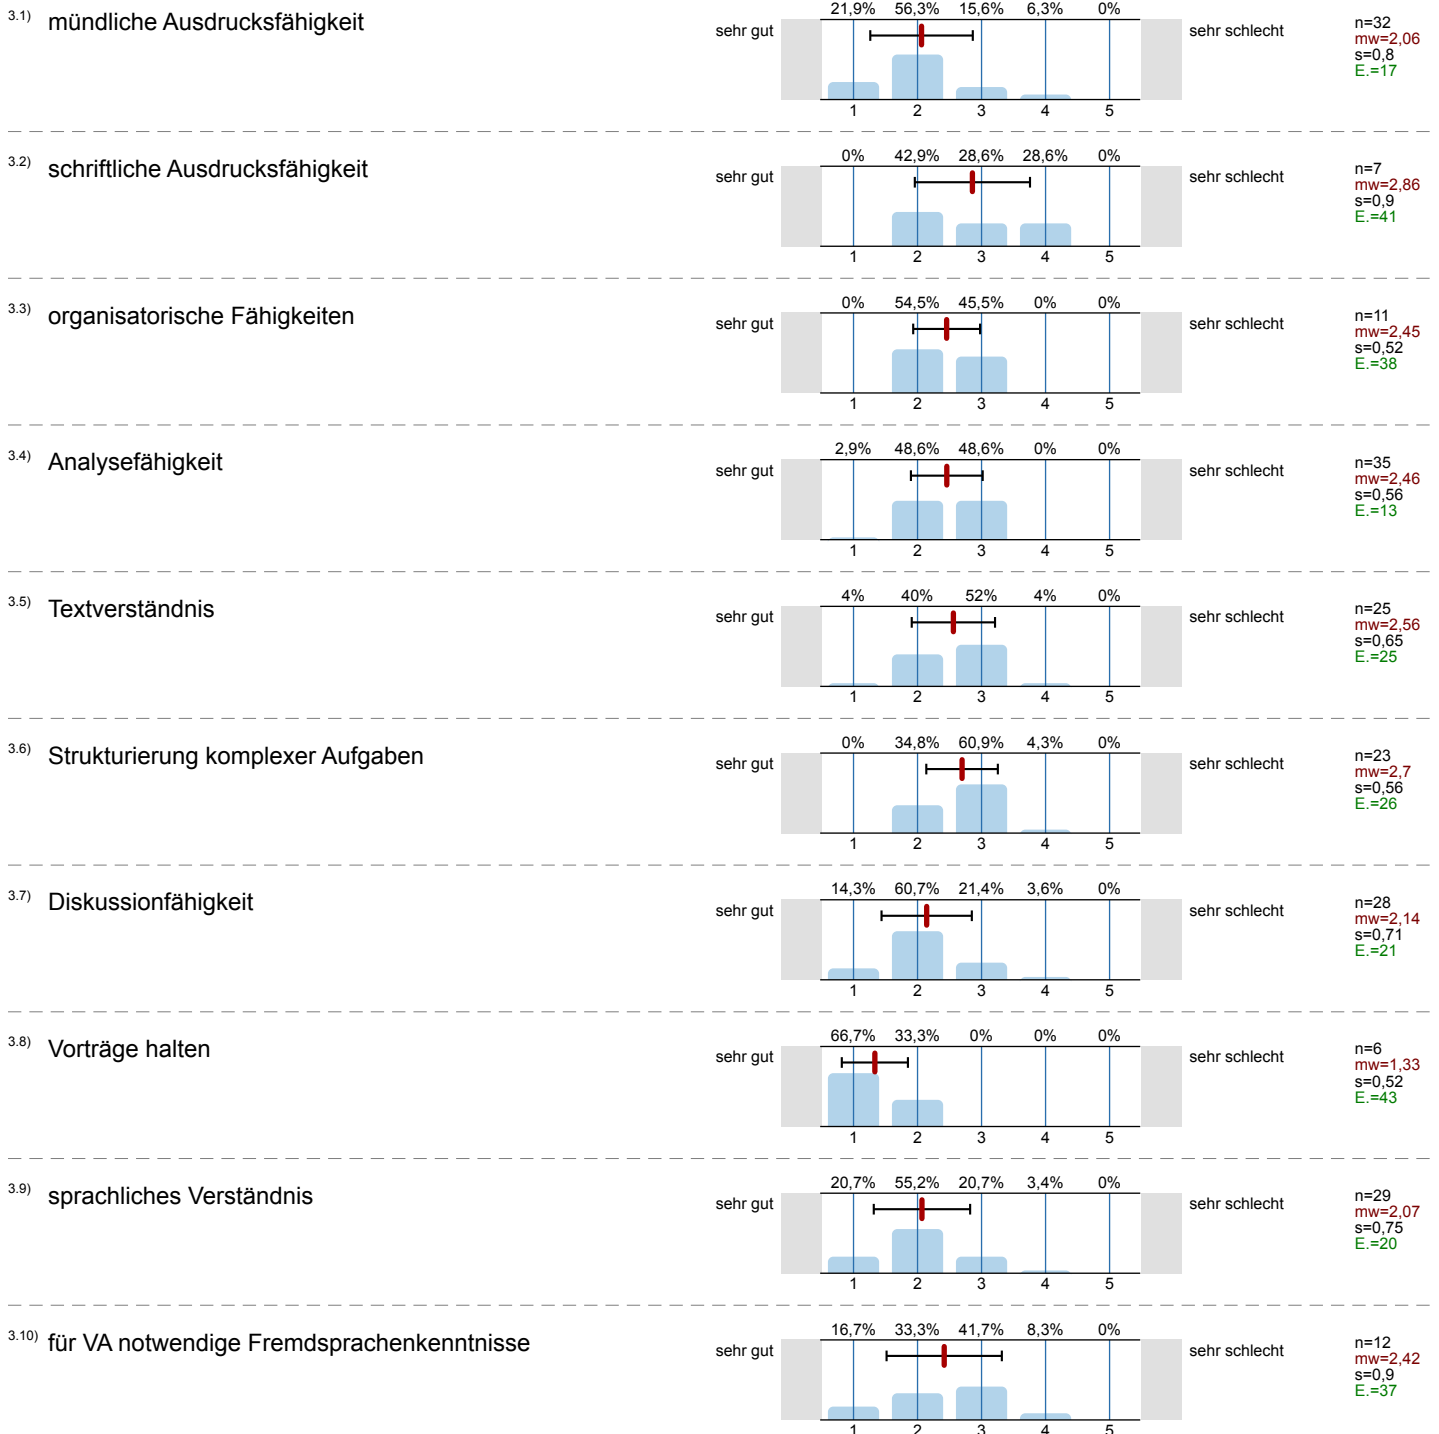 3.1) mündliche Ausdrucksfähigkeit
21,9% 56,3% 15,6% 6,3% 0%
sehr gut sehr schlecht
1 2 3 4 5
n=32
mw=2,06
s=0,8
E.=17
3.2) schriftliche Ausdrucksfähigkeit
0% 42,9% 28,6% 28,6% 0%
sehr gut sehr schlecht
1 2 3 4 5
n=7
mw=2,86
s=0,9
E.=41
3.3) organisatorische Fähigkeiten
0% 54,5% 45,5% 0% 0%
sehr gut sehr schlecht
1 2 3 4 5
n=11
mw=2,45
s=0,52
E.=38
3.4) Analysefähigkeit
2,9% 48,6% 48,6% 0% 0%
sehr gut sehr schlecht
1 2 3 4 5
n=35
mw=2,46
s=0,56
E.=13
3.5) Textverständnis
4% 40% 52% 4% 0%
sehr gut sehr schlecht
1 2 3 4 5
n=25
mw=2,56
s=0,65
E.=25
3.6) Strukturierung komplexer Aufgaben
0% 34,8% 60,9% 4,3% 0%
sehr gut sehr schlecht
1 2 3 4 5
n=23
mw=2,7
s=0,56
E.=26
3.7) Diskussionfähigkeit
14,3% 60,7% 21,4% 3,6% 0%
sehr gut sehr schlecht
1 2 3 4 5
n=28
mw=2,14
s=0,71
E.=21
3.8) Vorträge halten
66,7% 33,3% 0% 0% 0%
sehr gut sehr schlecht
1 2 3 4 5
n=6
mw=1,33
s=0,52
E.=43
3.9) sprachliches Verständnis
20,7% 55,2% 20,7% 3,4% 0%
sehr gut sehr schlecht
1 2 3 4 5
n=29
mw=2,07
s=0,75
E.=20
3.10) für VA notwendige Fremdsprachenkenntnisse
16,7% 33,3% 41,7% 8,3% 0%
sehr gut sehr schlecht
1 2 3 4 5
n=12
mw=2,42
s=0,9
E.=37